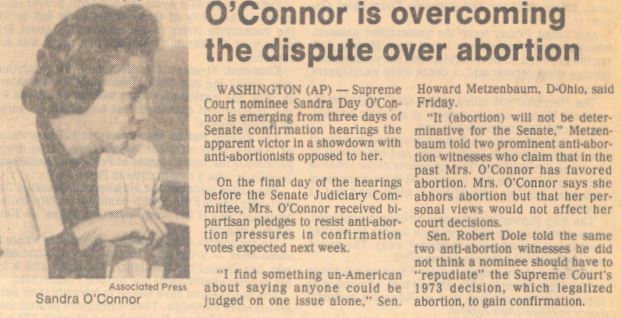 O'Connor is overcoming
the dispute over abortion
WASHINGTON (AP) — Supreme
Court nominee Sandra Day O'Con-
nor is emerging from three days of
Senate confirmation hearings the
apparent victor in a showdown with
anti-abortionists opposed to her.
On the final day of the hearings
before the Senate Judiciary Com-
mittee, Mrs. O'Connor received bi-
partisan pledges to resist anti-abor-
tion pressures in confirmation
votes expected next week.
"I find something un-American
about saying anyone could be
judged on one issue alone," Sen.
Howard Metzenbaum, D-Ohio, said
Friday.
"It (abortion) will not be deter-
minative for the Senate," Metzen-
baum told two prominent anti-abor-
tion witnesses who claim that in the
past Mrs. O'Connor has favored
abortion. Mrs. O'Connor says she
abhors abortion but that her per-
sonal views would not affect her
court decisions.
Sen. Robert Dole told the same
two anti-abortion witnesses he did
not think a nominee should have to
"repudiate" the Supreme Court's
1973 decision, which legalized
abortion, to gain confirmation.
Associated Press
Sandra O'Connor